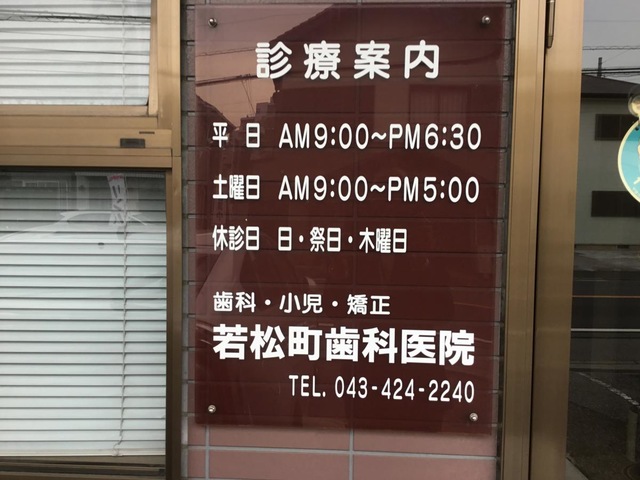 診療案内
平 日 AM9:00～PM6:30
土曜日 AM9:00～PM5:00
休診日 日・祭日・木曜日
歯科・小児・矯正
若松町歯科医院
TEL. 043-424-2240